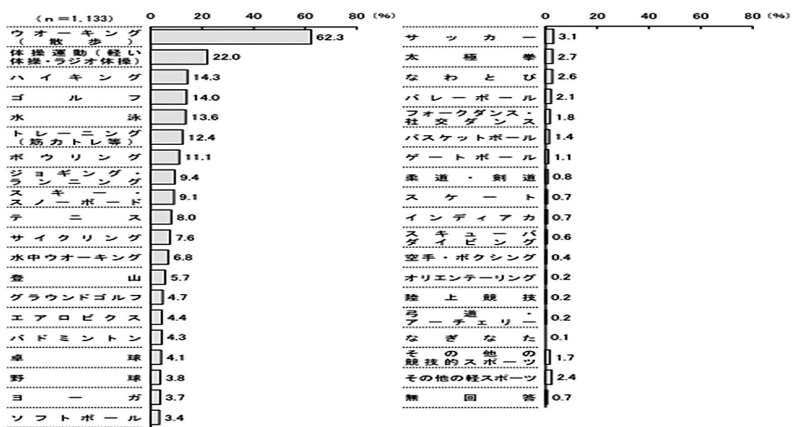 (n=1,133)
0 20 40 60 80 (%)
ウオーキング
(散歩) 62.3
体操運動(軽い
体操・ラジオ体操) 22.0
ハイキング 14.3
ゴルフ 14.0
水泳 13.6
トレーニング
(筋力トレ等) 12.4
ボウリング 11.1
ジョギング・
ランニング 9.4
スキー・
スノーボード 9.1
テニス 8.0
サイクリング 7.6
水中ウオーキング 6.8
登山 5.7
グラウンドゴルフ 4.7
エアロビクス 4.4
バドミントン 4.3
卓球 4.1
野球 3.8
ヨーガ 3.7
ソフトボール 3.4
0 20 40 60 80 (%)
サッカー 3.1
太極拳 2.7
なわとび 2.6
バレーボール 2.1
フォークダンス・
社交ダンス 1.8
バスケットボール 1.4
ゲートボール 1.1
柔道・剣道 0.8
スケート 0.7
インディアカ 0.7
スキューバ
ダイビング 0.6
空手・ボクシング 0.4
オリエンテーリング 0.2
陸上競技 0.2
弓道・
アーチェリー 0.2
なぎなた 0.1
その他の
競技的スポーツ 1.7
その他の軽スポーツ 2.4
無回答 0.7